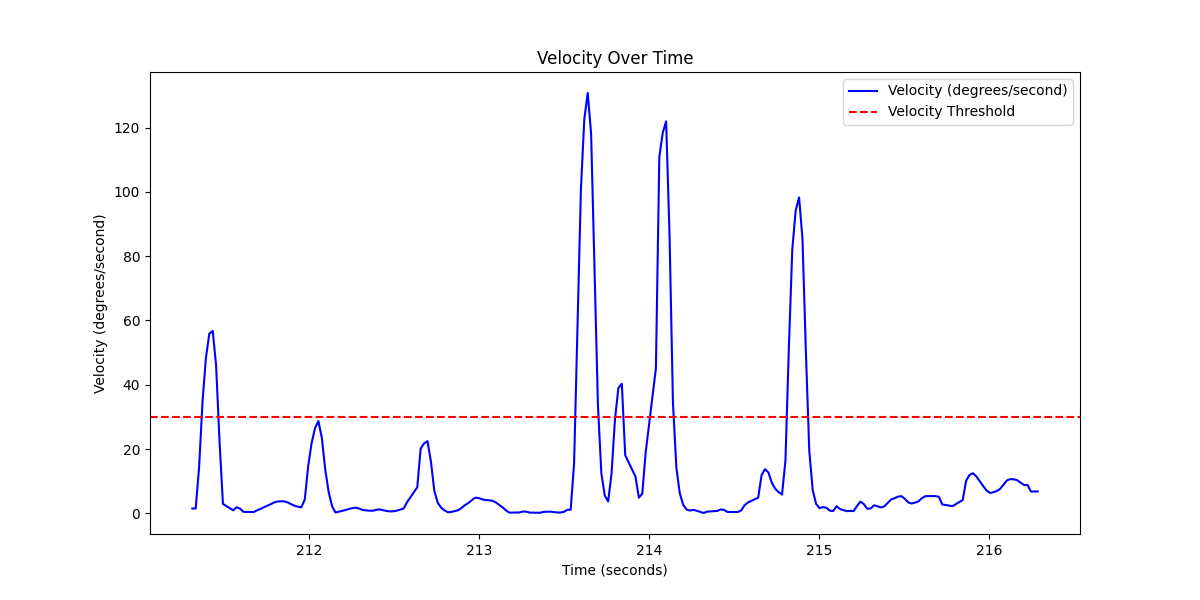 Velocity Over Time
Velocity (degrees/second)
Velocity Threshold
Velocity (degrees/second)
120
100
80
60
40
20
0
212
213
214
215
216
Time (seconds)